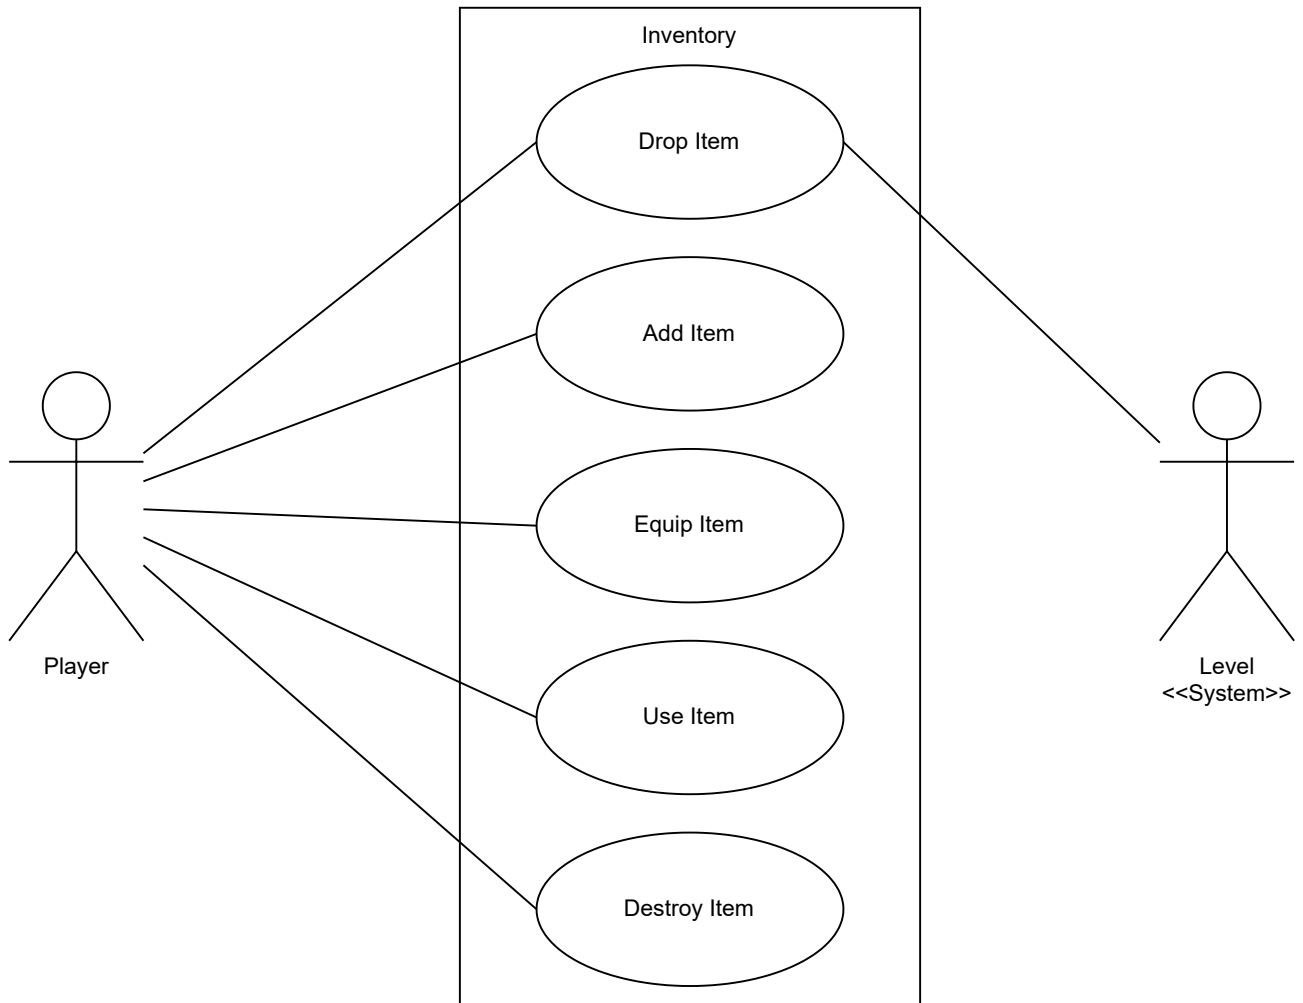 Inventory
Drop Item
Add Item
Equip Item
Use Item
Destroy Item
Player
Level
<<System>>